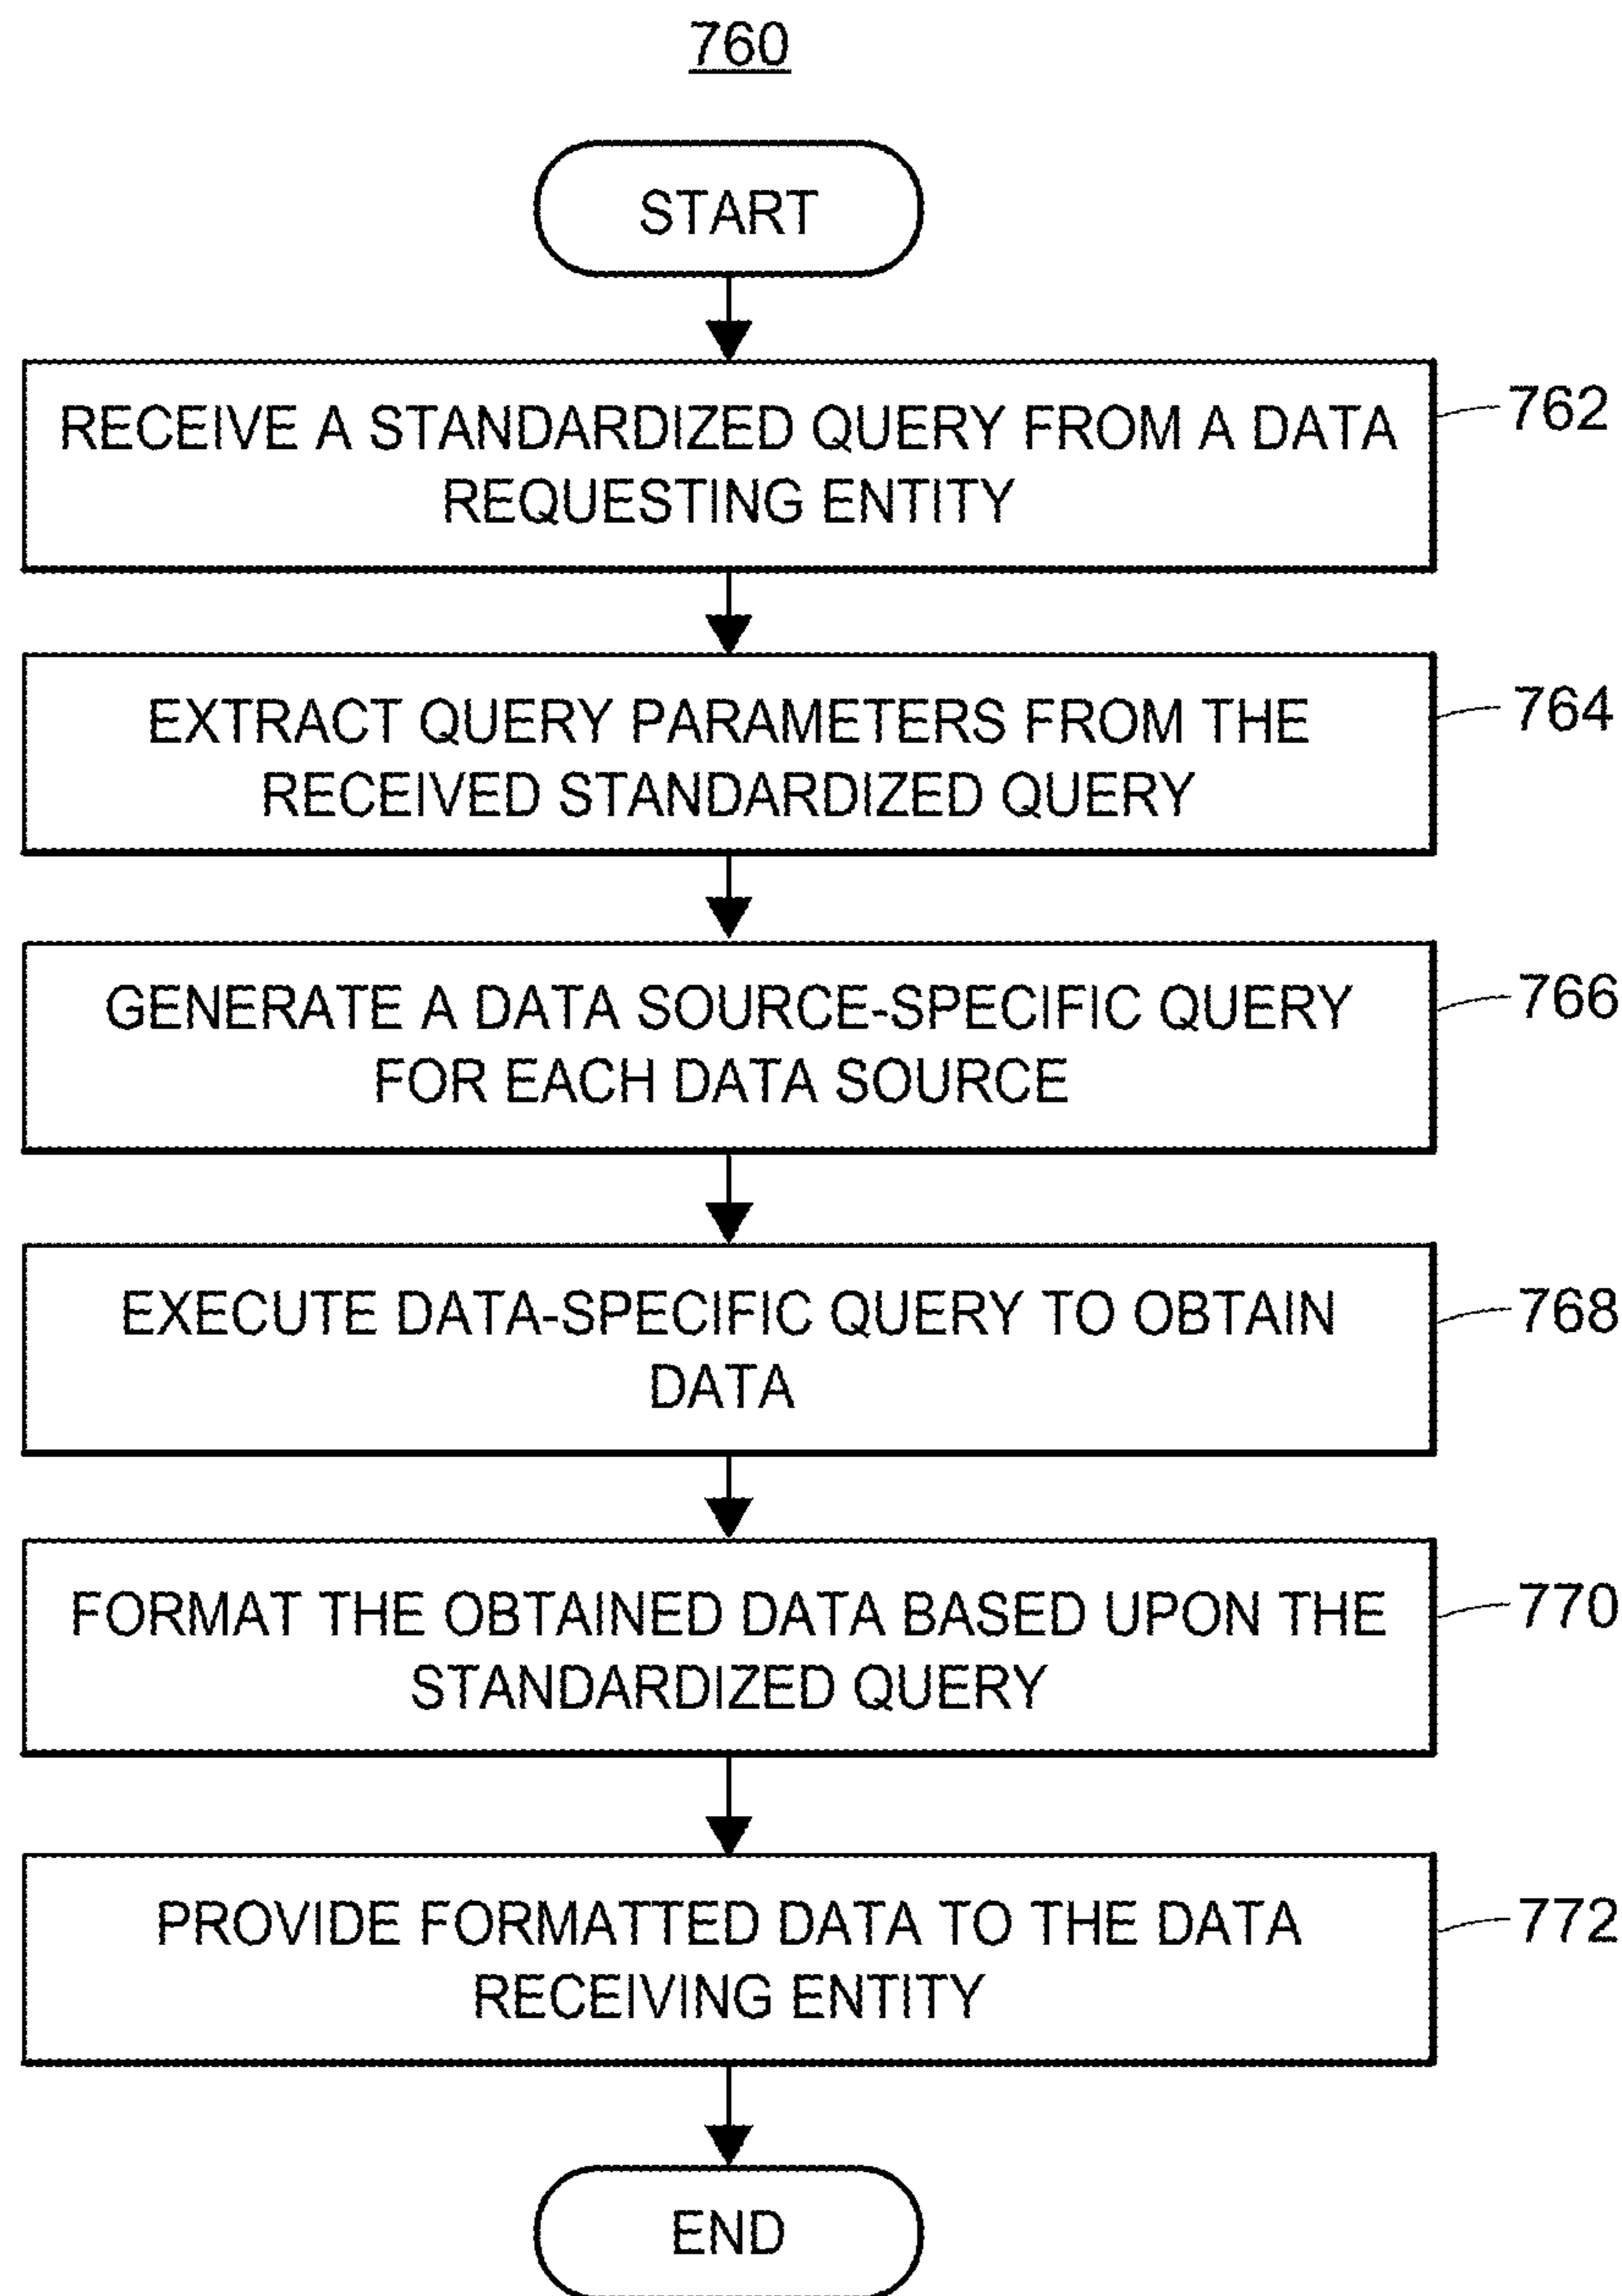 760
START
RECEIVE A STANDARDIZED QUERY FROM A DATA
REQUESTING ENTITY
762
EXTRACT QUERY PARAMETERS FROM THE
RECEIVED STANDARDIZED QUERY
764
GENERATE A DATA SOURCE-SPECIFIC QUERY
FOR EACH DATA SOURCE
766
EXECUTE DATA-SPECIFIC QUERY TO OBTAIN
DATA
768
FORMAT THE OBTAINED DATA BASED UPON THE
STANDARDIZED QUERY
770
PROVIDE FORMATTED DATA TO THE DATA
RECEIVING ENTITY
772
END